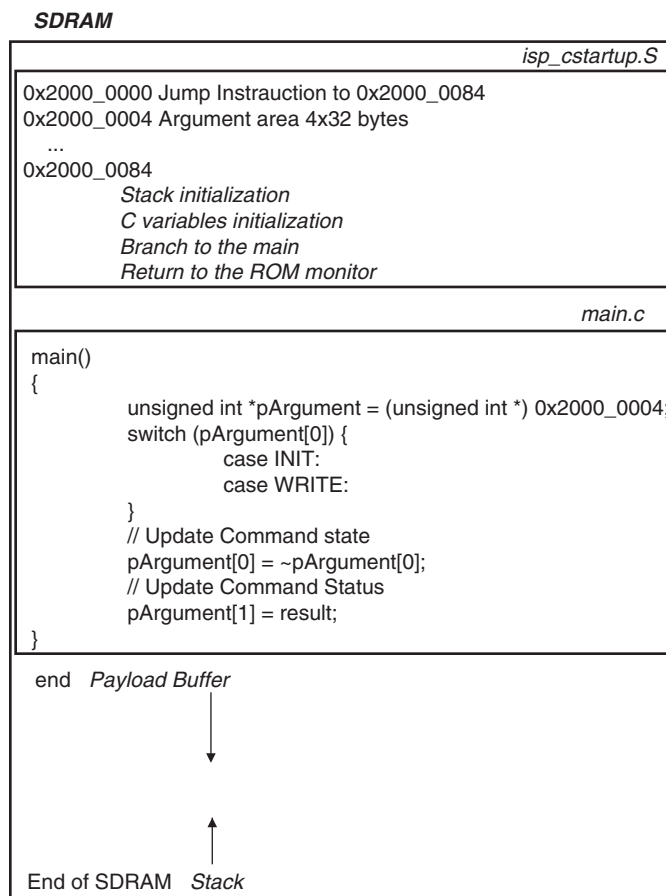 SDRAM
isp_cstartup.S
0x2000_0000 Jump Instrauction to 0x2000_0084
0x2000_0004 Argument area 4x32 bytes
...
0x2000_0084
Stack initialization
C variables initialization
Branch to the main
Return to the ROM monitor
main.c
main()
{
unsigned int *pArgument = (unsigned int *) 0x2000_0004;
switch (pArgument[0]) {
case INIT:
case WRITE:
}
// Update Command state
pArgument[0] = ~pArgument[0];
// Update Command Status
pArgument[1] = result;
}
end Payload Buffer
End of SDRAM Stack